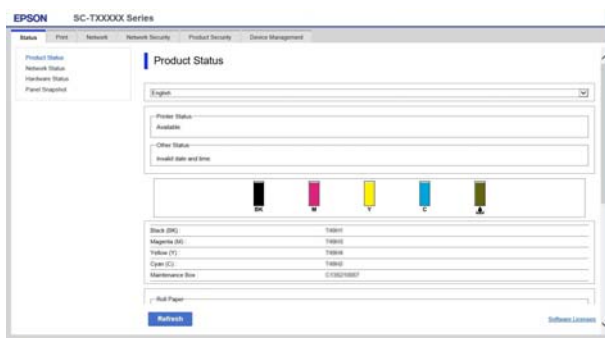 EPSON SC-TXXXXX Series
Status Print Network Network Security Product Security Device Management
Product Status
Network Status
Hardware Status
Panel Snapshot
Product Status
English
Printer Status
Available
Other Status
Invalid date and time
BK M Y C
Black (BK) :
Magenta (M) :
Yellow (Y) :
Cyan (C) :
Maintenance Box
Roll Paper
Refresh
Software Licenses